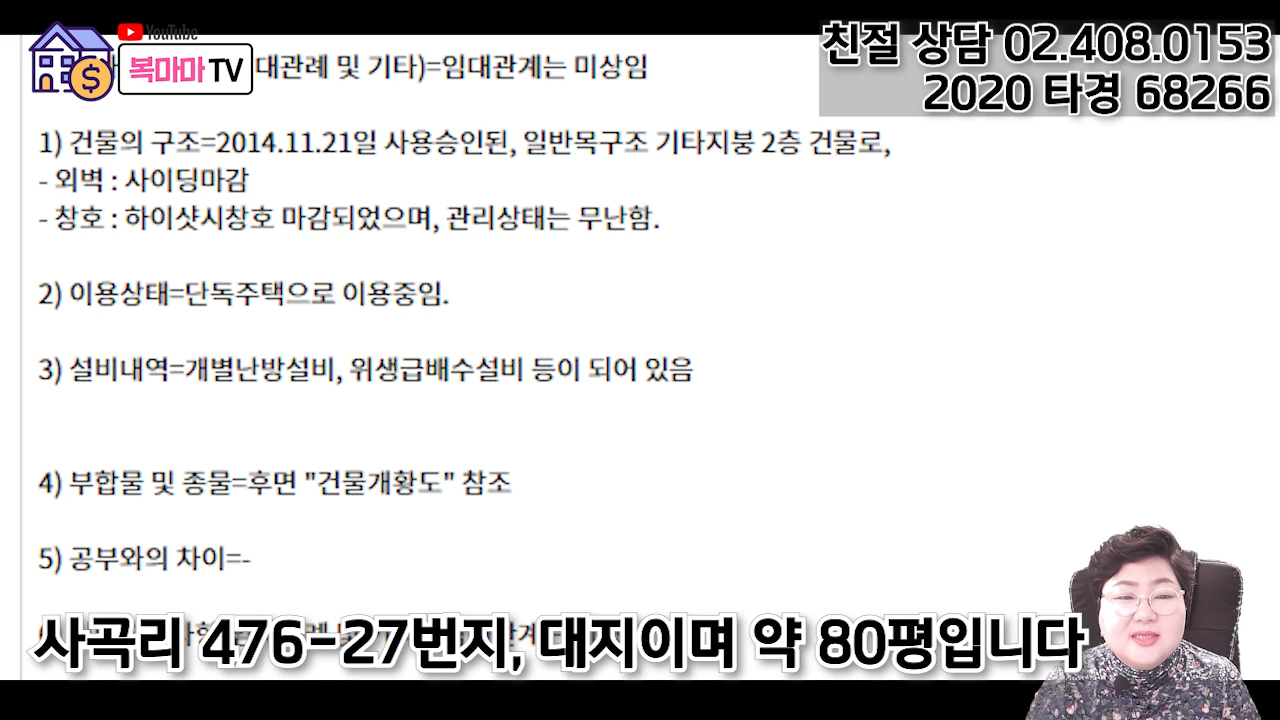 YouTube
복마마 TV
친절 상담 02.408.0153
2020 타경 68266
대관례 및 기타)=임대관계는 미상임
1) 건물의 구조=2014.11.21일 사용승인된, 일반목구조 기타지붕 2층 건물로,
- 외벽 : 사이딩마감
- 창호 : 하이샷시창호 마감되었으며, 관리상태는 무난함.
2) 이용상태=단독주택으로 이용중임.
3) 설비내역=개별난방설비, 위생급배수설비 등이 되어 있음
4) 부합물 및 종물=후면 "건물개황도" 참조
5) 공부와의 차이=-
사곡리 476-27번지, 대지이며 약 80평입니다